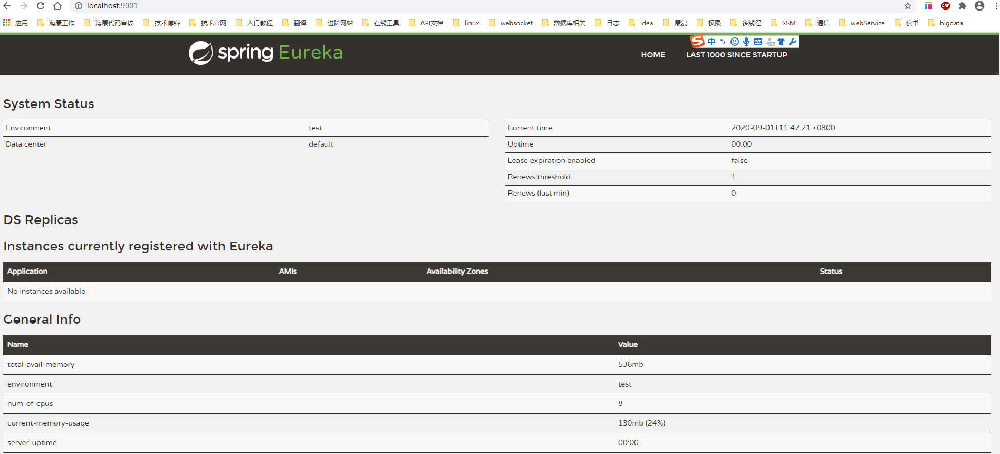 localhost:9001
应用 海康工作 海康代码审核 技术博客 技术官网 入门教程 翻译 进阶网站 在线工具 API文档 linux websocket 数据库相关 日志 idea 康复 权限 多线程 SSM 通信 webService 读书 bigdata
spring Eureka
中
HOME LAST 1000 SINCE STARTUP
System Status
Environment test
Data center default
Current time 2020-09-01T11:47:21 +0800
Uptime 00:00
Lease expiration enabled false
Renews threshold 1
Renews (last min) 0
DS Replicas
Instances currently registered with Eureka
Application AMIs Availability Zones Status
No instances available
General Info
Name Value
total-avail-memory 536mb
environment test
num-of-cpus 8
current-memory-usage 130mb (24%)
server-uptime 00:00